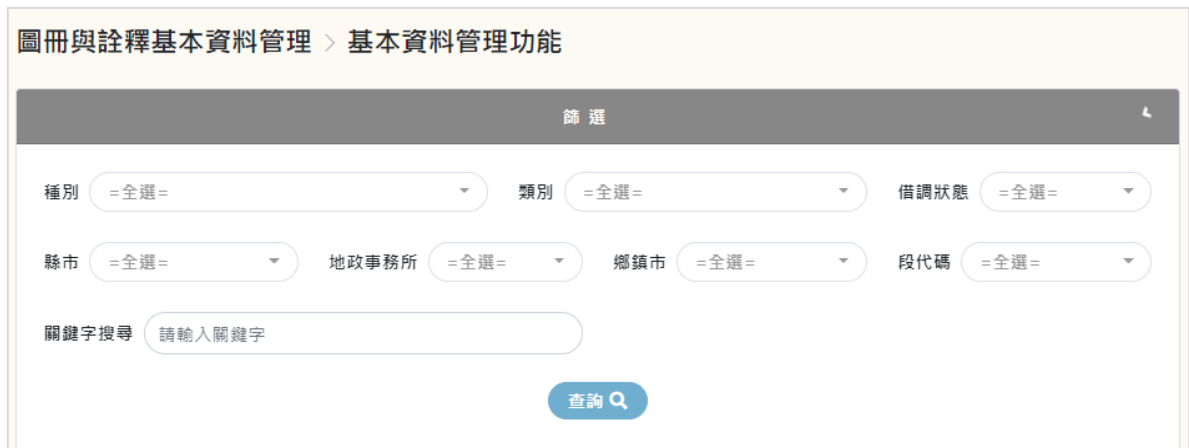 圖冊與詮釋基本資料管理 > 基本資料管理功能
篩選
種別 =全選= 類別 =全選= 借調狀態 =全選=
縣市 =全選= 地政事務所 =全選= 鄉鎮市 =全選= 段代碼 =全選=
關鍵字搜尋 請輸入關鍵字
查詢